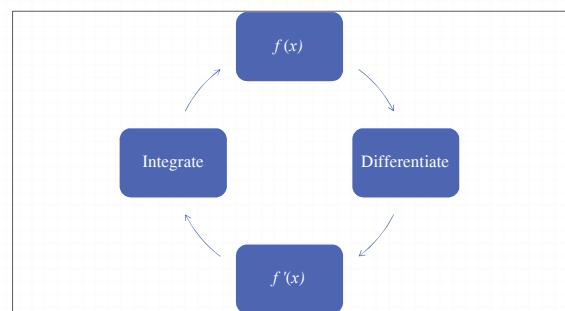 f (x)
Integrate
Differentiate
f '(x)